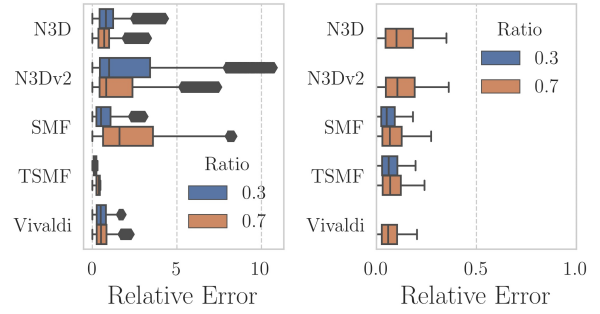 N3D
N3Dv2
SMF
TSMF
Vivaldi
Ratio
0.3
0.7
0
5
10
Relative Error
N3D
N3Dv2
SMF
TSMF
Vivaldi
Ratio
0.3
0.7
0.0
0.5
1.0
Relative Error